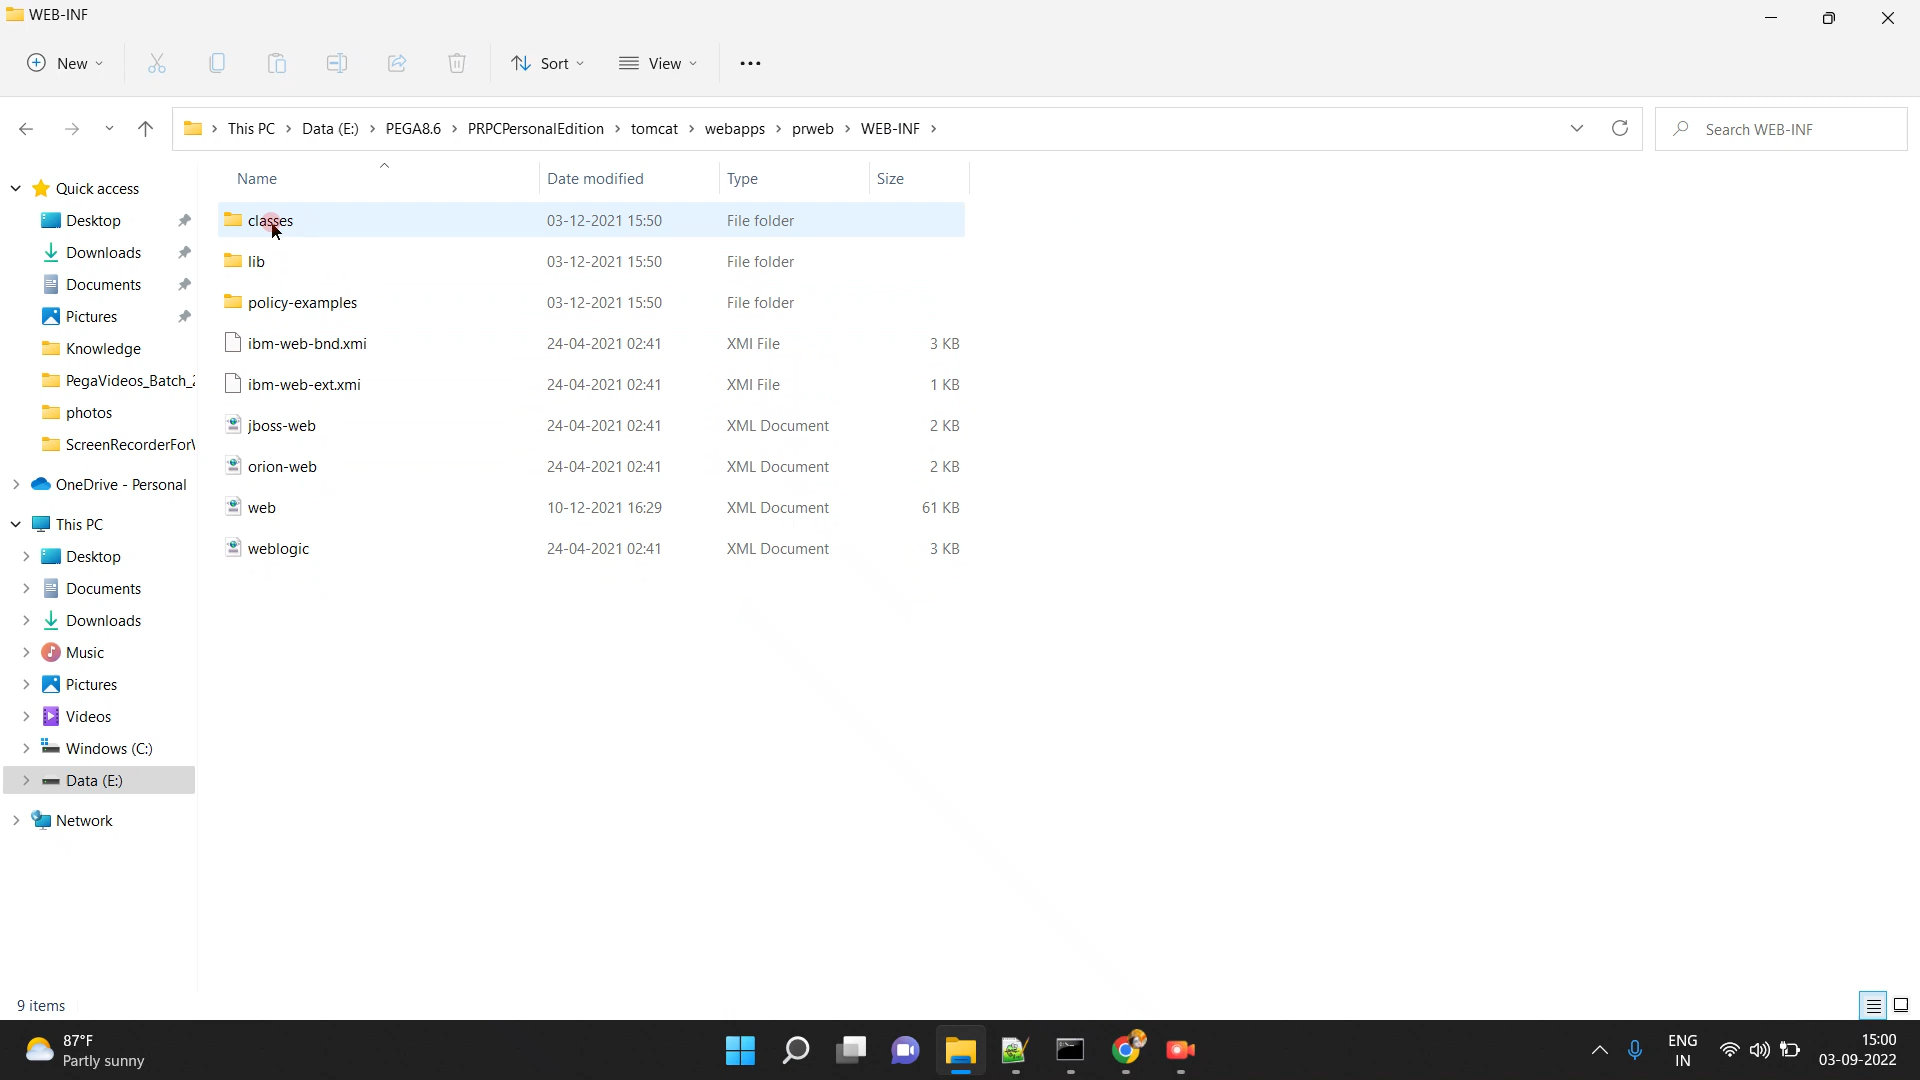 WEB-INF
New
Sort
View
This PC > Data (E:) > PEGA8.6 > PRPCPersonalEdition > tomcat > webapps > prweb > WEB-INF >
Search WEB-INF
Name Date modified Type Size
Quick access
Desktop
Downloads
Documents
Pictures
Knowledge
PegaVideos_Batch_2
photos
ScreenRecorderForW
OneDrive - Personal
This PC
Desktop
Documents
Downloads
Music
Pictures
Videos
Windows (C:)
Data (E:)
Network
classes 03-12-2021 15:50 File folder
lib 03-12-2021 15:50 File folder
policy-examples 03-12-2021 15:50 File folder
ibm-web-bnd.xmi 24-04-2021 02:41 XMI File 3 KB
ibm-web-ext.xmi 24-04-2021 02:41 XMI File 1 KB
jboss-web 24-04-2021 02:41 XML Document 2 KB
orion-web 24-04-2021 02:41 XML Document 2 KB
web 10-12-2021 16:29 XML Document 61 KB
weblogic 24-04-2021 02:41 XML Document 3 KB
9 items
87°F
Partly sunny
ENG
IN
15:00
03-09-2022